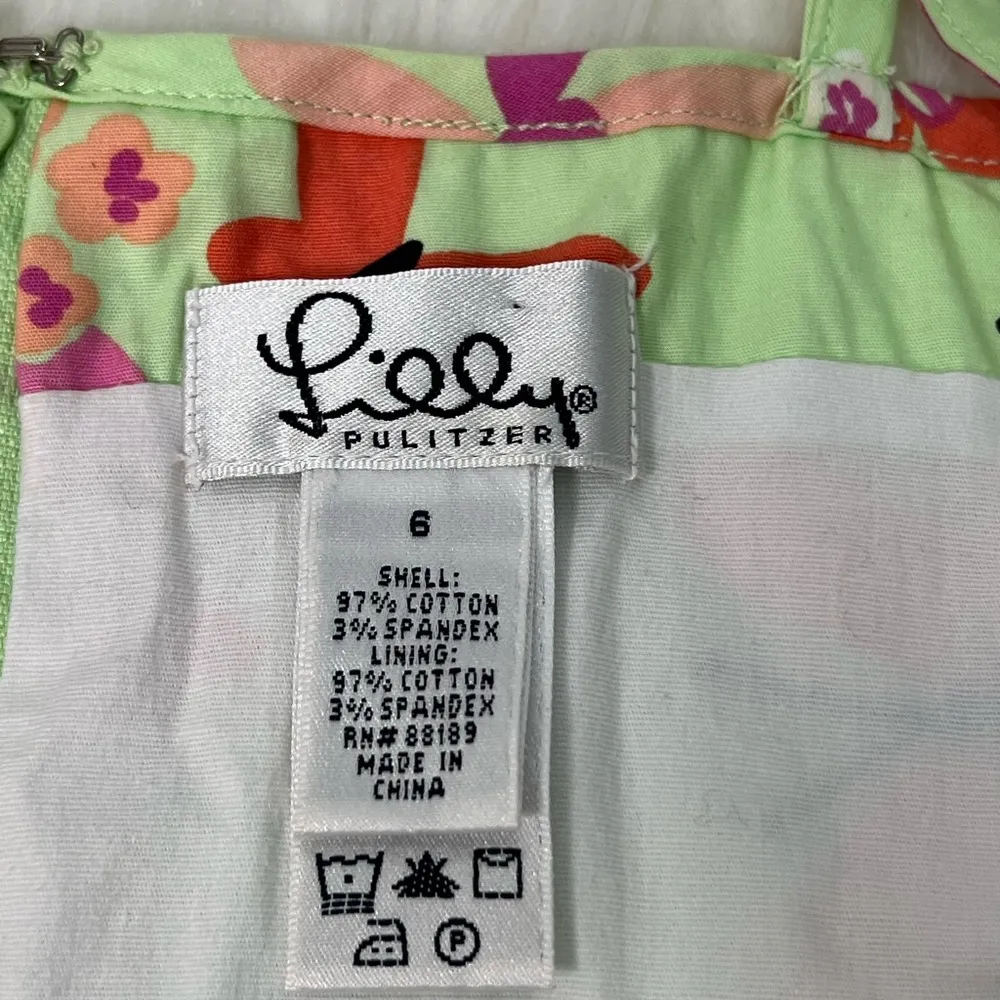 Lilly®
PULITZER
6
SHELL:
97% COTTON
3% SPANDEX
LINING:
97% COTTON
3% SPANDEX
RN# 88189
MADE IN
CHINA
P